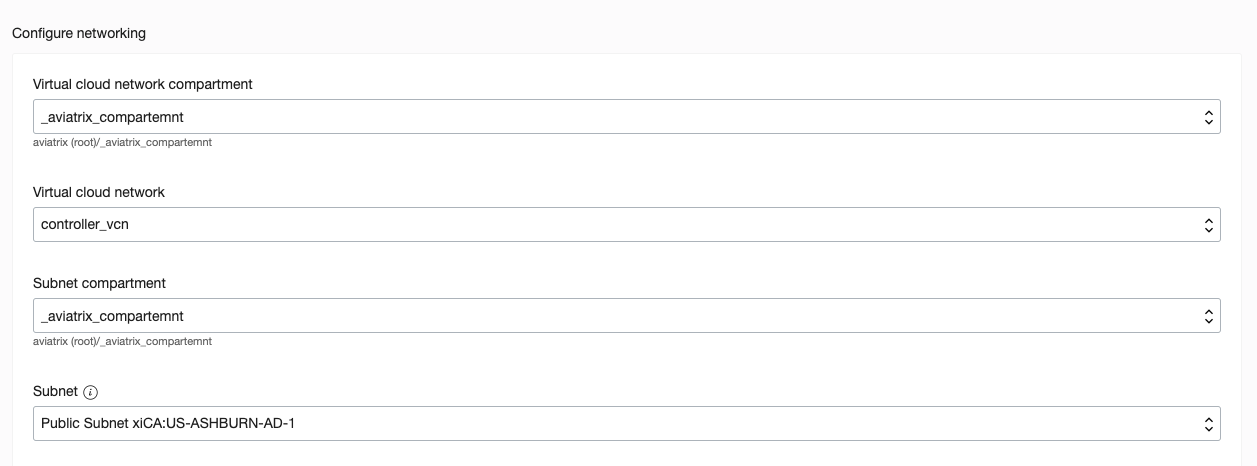 Configure networking
Virtual cloud network compartment
_aviatrix_compartemnt
aviatrix (root)/_aviatrix_compartemnt
Virtual cloud network
controller_vcn
Subnet compartment
_aviatrix_compartemnt
aviatrix (root)/_aviatrix_compartemnt
Subnet i
Public Subnet xiCA:US-ASHBURN-AD-1